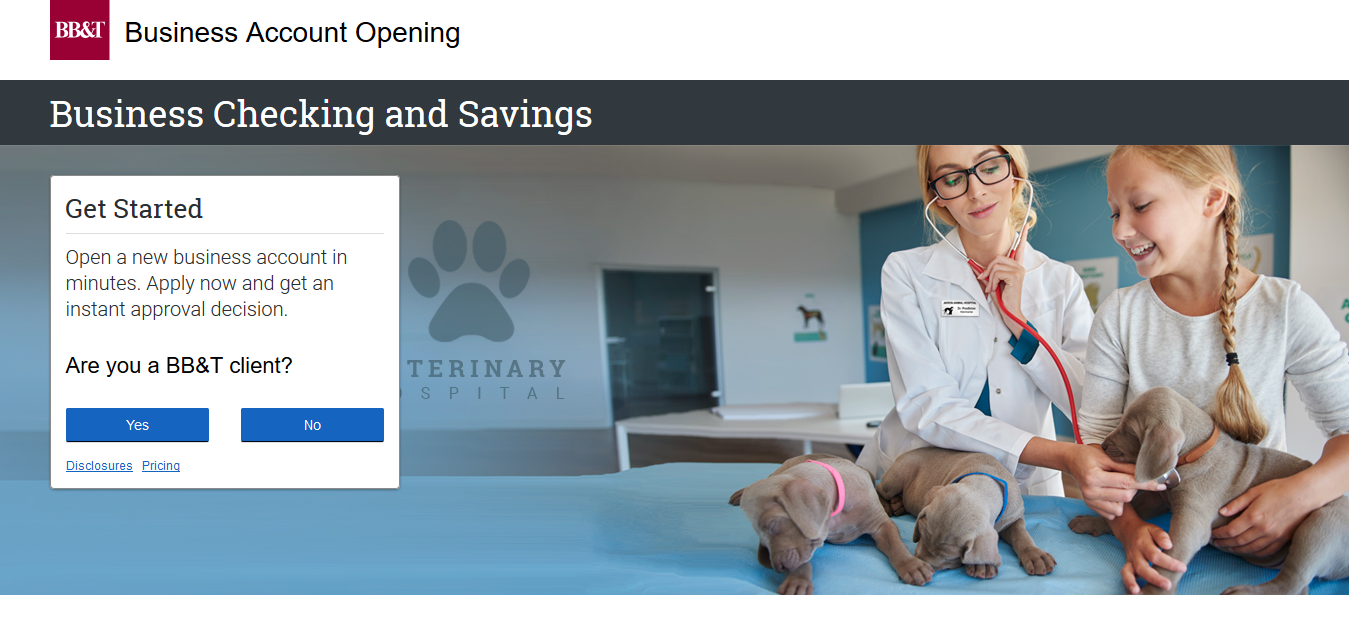 BB&T
Business Account Opening
Business Checking and Savings
Get Started
Open a new business account in
minutes. Apply now and get an
instant approval decision.
Are you a BB&T client?
Yes
No
Disclosures Pricing
TERINARY
SPITAL